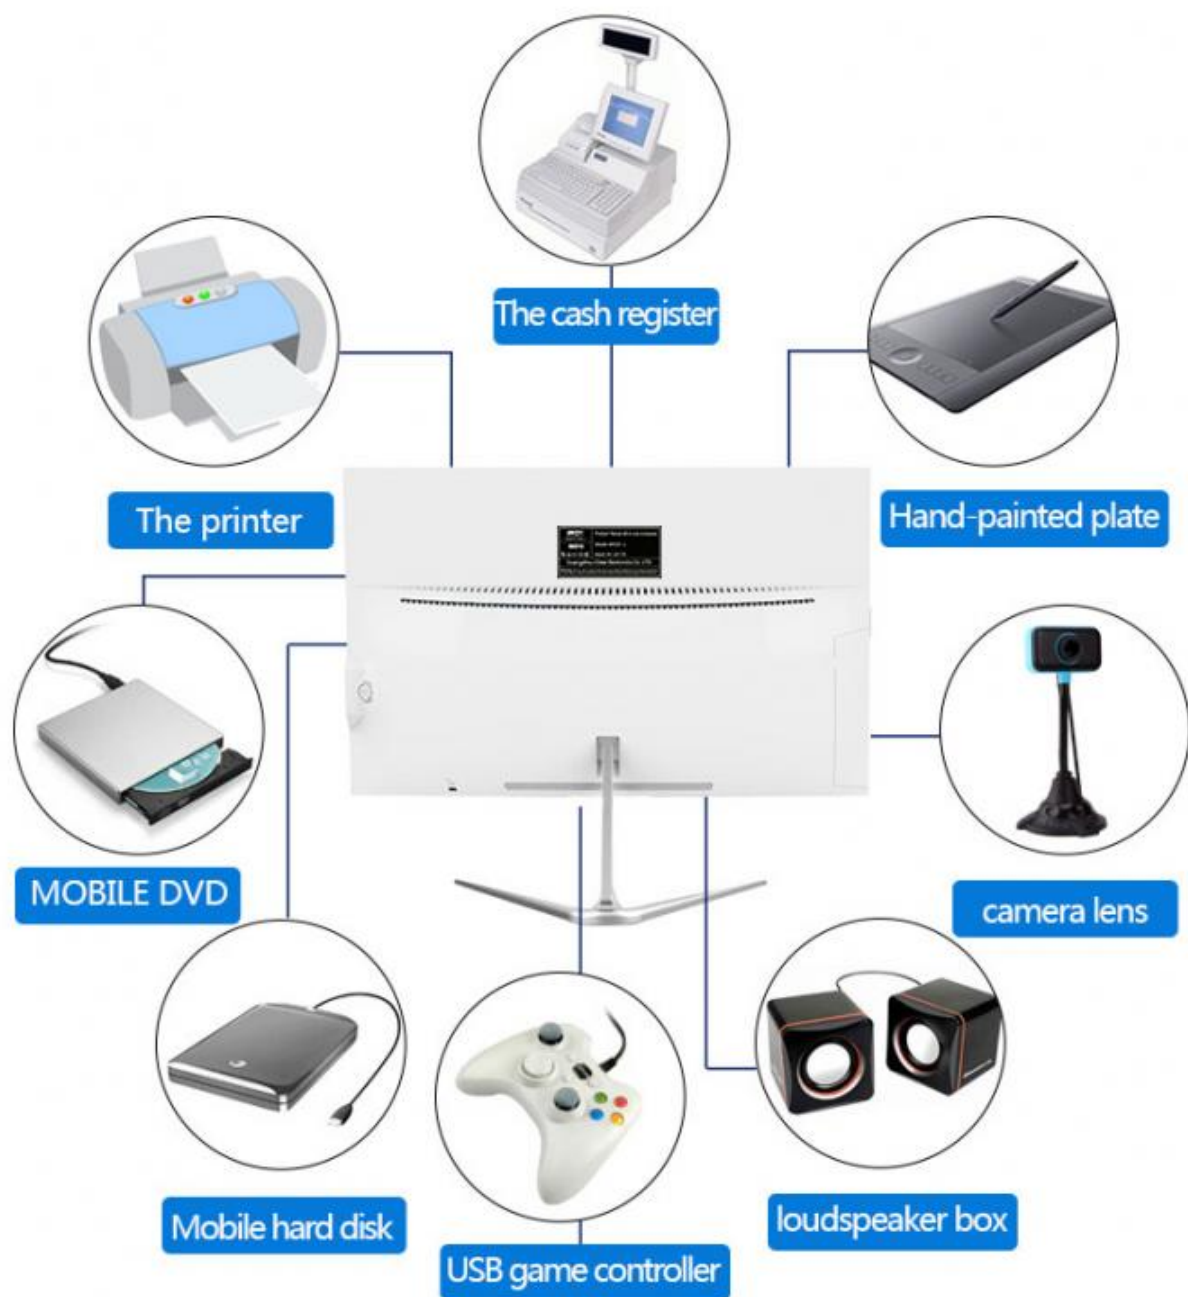 The cash register
The printer
Hand-painted plate
MOBILE DVD
camera lens
Mobile hard disk
loudspeaker box
USB game controller